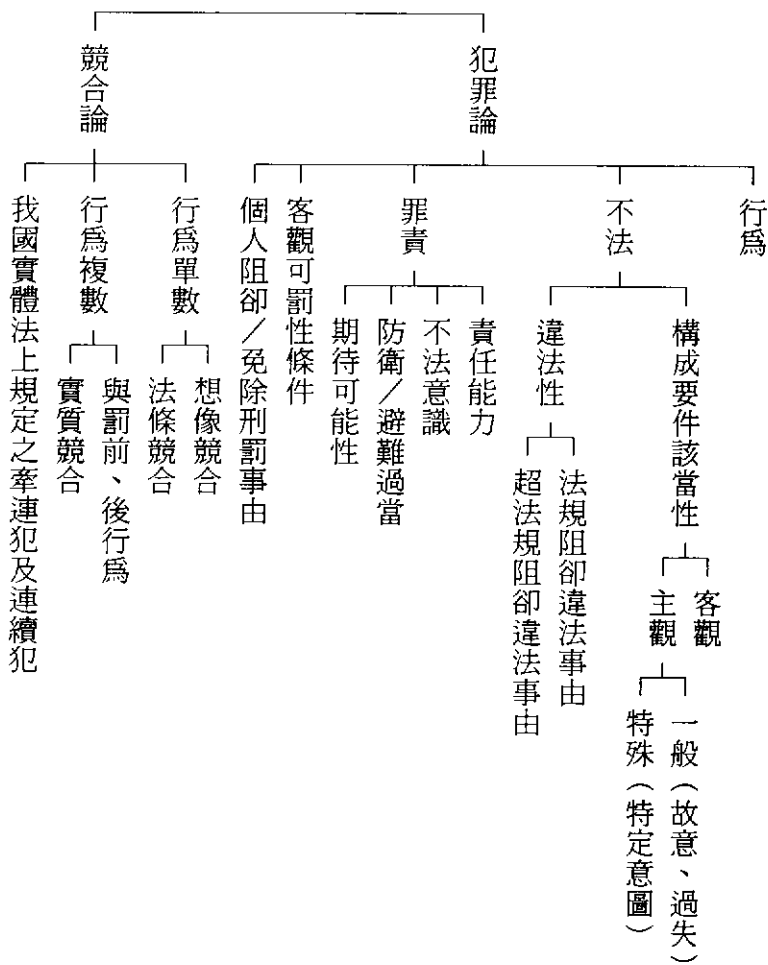 犯罪論
行爲
不法
構成要件該當性
客觀
主觀
一般（故意、過失）
特殊（特定意圖）
違法性
法規阻卻違法事由
超法規阻卻違法事由
罪責
責任能力
不法意識
防衛／避難過當
期待可能性
客觀可罰性條件
個人阻卻／免除刑罰事由
競合論
行爲單數
想像競合
法條競合
行爲複數
與罰前、後行爲
實質競合
我國實體法上規定之牽連犯及連續犯